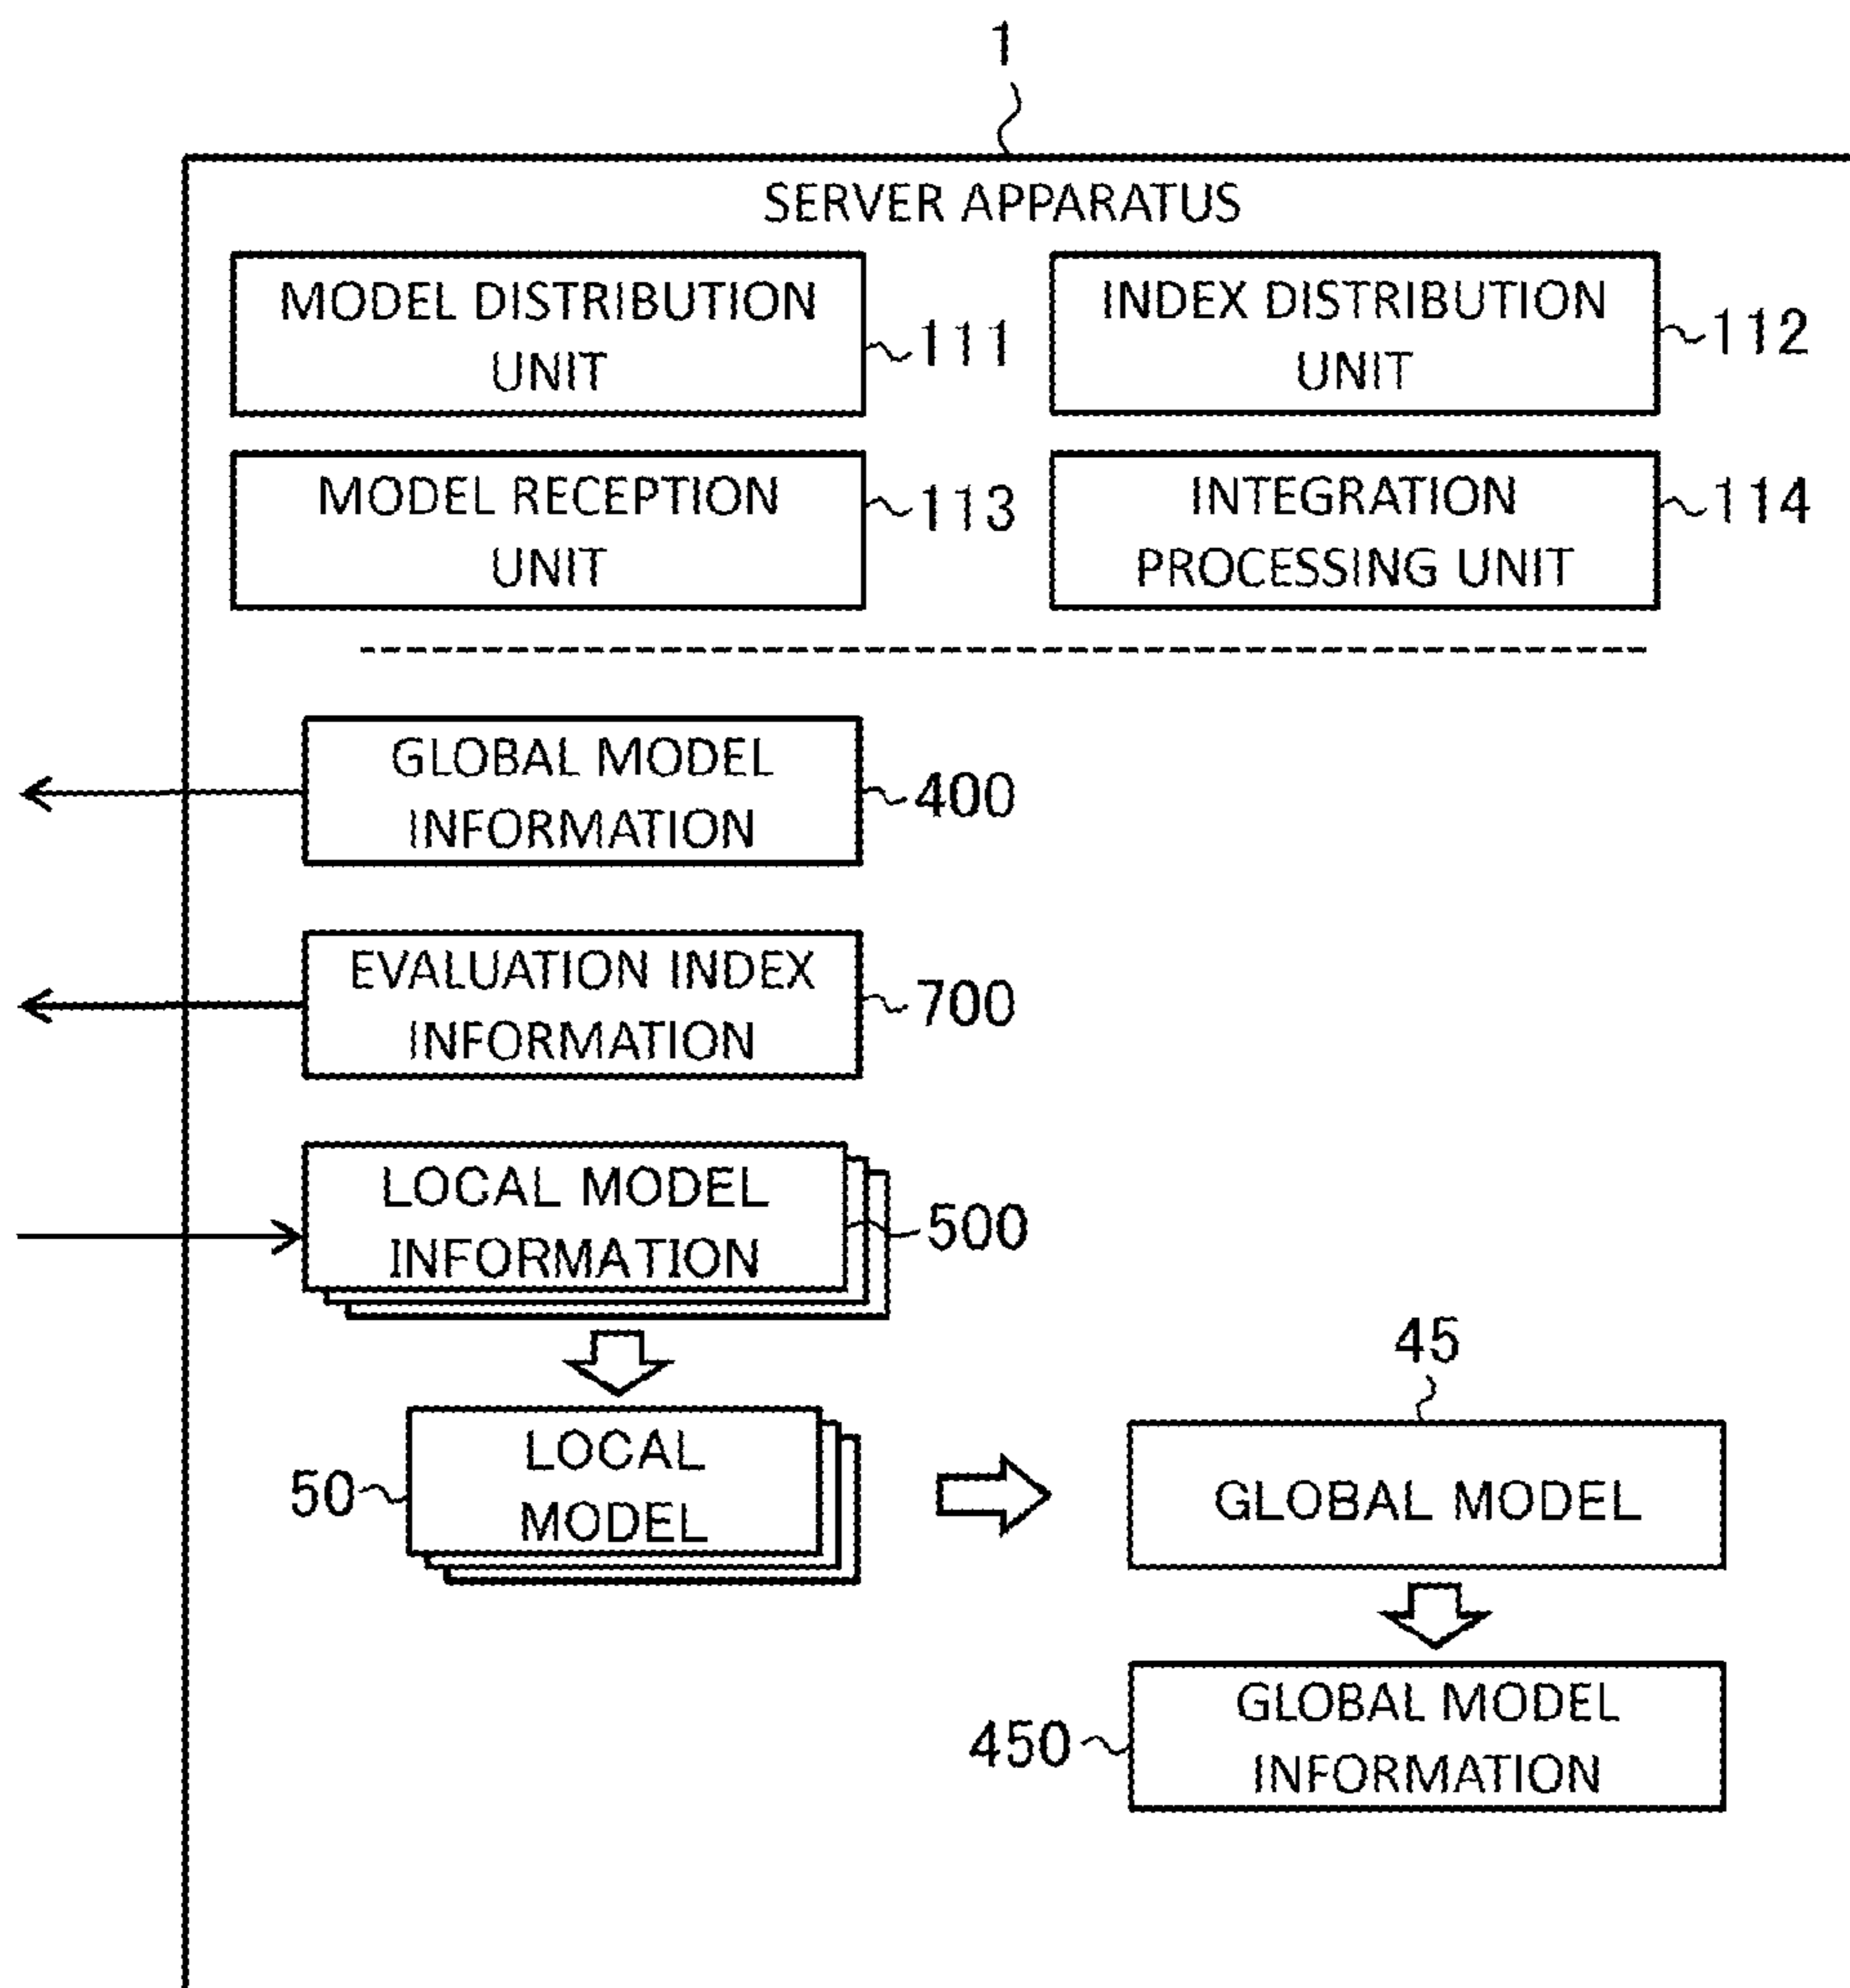 1
SERVER APPARATUS
MODEL DISTRIBUTION
UNIT
111
INDEX DISTRIBUTION
UNIT
112
MODEL RECEPTION
UNIT
113
INTEGRATION
PROCESSING UNIT
114
GLOBAL MODEL
INFORMATION
400
EVALUATION INDEX
INFORMATION
700
LOCAL MODEL
INFORMATION
500
50
LOCAL
MODEL
45
GLOBAL MODEL
450
GLOBAL MODEL
INFORMATION